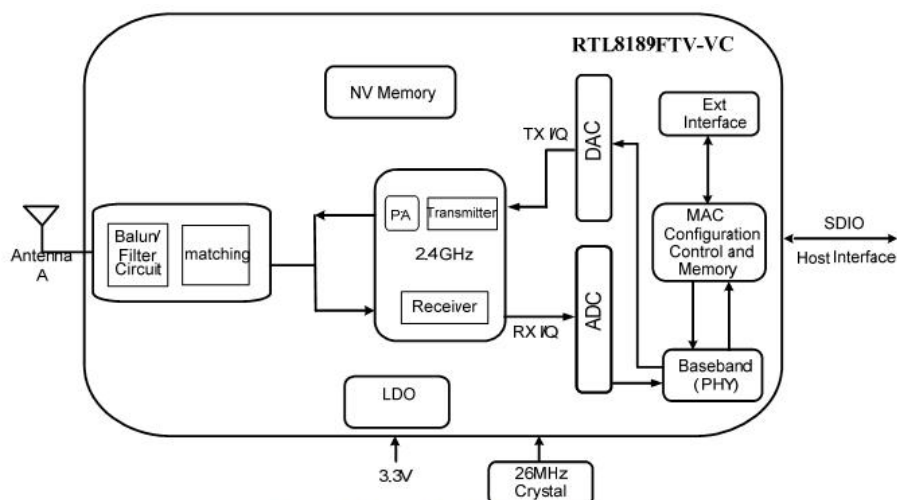 RTL8189FTV-VC
NV Memory
Ext
Interface
TX I/Q
DAC
Antenna
A
Balun/
Filter
Circuit
matching
PA
Transmitter
2.4GHz
Receiver
RX I/Q
ADC
MAC
Configuration
Control and
Memory
SDIO
Host Interface
Baseband
(PHY)
LDO
3.3V
26MHz
Crystal